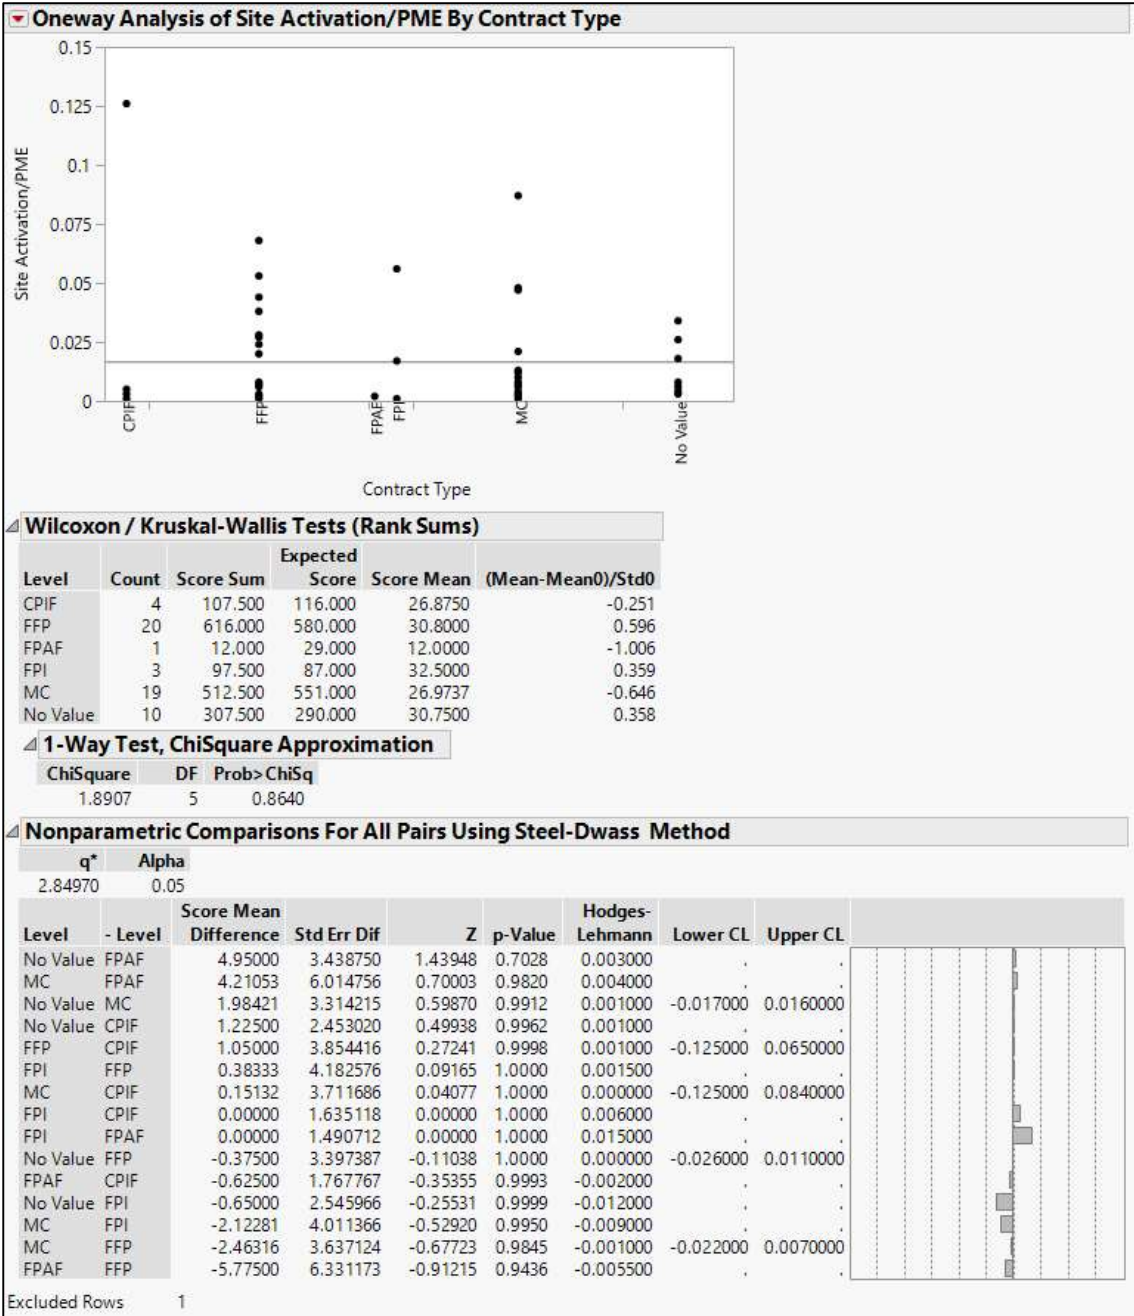 Oneway Analysis of Site Activation/PME By Contract Type
0.15
0.125
0.1
0.075
0.05
0.025
0
Site Activation/PME
CPIF FFP FPAF FPI MC No Value
Contract Type
Wilcoxon / Kruskal-Wallis Tests (Rank Sums)
Expected
Level Count Score Sum Score Score Mean (Mean-Mean0)/Std0
CPIF 4 107.500 116.000 26.8750 -0.251
FFP 20 616.000 580.000 30.8000 0.596
FPAF 1 12.000 29.000 12.0000 -1.006
FPI 3 97.500 87.000 32.5000 0.359
MC 19 512.500 551.000 26.9737 -0.646
No Value 10 307.500 290.000 30.7500 0.358
1-Way Test, ChiSquare Approximation
ChiSquare DF Prob>ChiSq
1.8907 5 0.8640
Nonparametric Comparisons For All Pairs Using Steel-Dwass Method
q* Alpha
2.84970 0.05
Score Mean Hodges-
Level - Level Difference Std Err Dif Z p-Value Lehmann Lower CL Upper CL
No Value FPAF 4.95000 3.438750 1.43948 0.7028 0.003000 . .
MC FPAF 4.21053 6.014756 0.70003 0.9820 0.004000 . .
No Value MC 1.98421 3.314215 0.59870 0.9912 0.001000 -0.017000 0.0160000
No Value CPIF 1.22500 2.453020 0.49938 0.9962 0.001000 . .
FFP CPIF 1.05000 3.854416 0.27241 0.9998 0.001000 -0.125000 0.0650000
FPI FFP 0.38333 4.182576 0.09165 1.0000 0.001500 . .
MC CPIF 0.15132 3.711686 0.04077 1.0000 0.000000 -0.125000 0.0840000
FPI CPIF 0.00000 1.635118 0.00000 1.0000 0.006000 . .
FPI FPAF 0.00000 1.490712 0.00000 1.0000 0.015000 . .
No Value FFP -0.37500 3.397387 -0.11038 1.0000 0.000000 -0.026000 0.0110000
FPAF CPIF -0.62500 1.767767 -0.35355 0.9993 -0.002000 . .
No Value FPI -0.65000 2.545966 -0.25531 0.9999 -0.012000 . .
MC FPI -2.12281 4.011366 -0.52920 0.9950 -0.009000 . .
MC FFP -2.46316 3.637124 -0.67723 0.9845 -0.001000 -0.022000 0.0070000
FPAF FFP -5.77500 6.331173 -0.91215 0.9436 -0.005500 . .
Excluded Rows 1